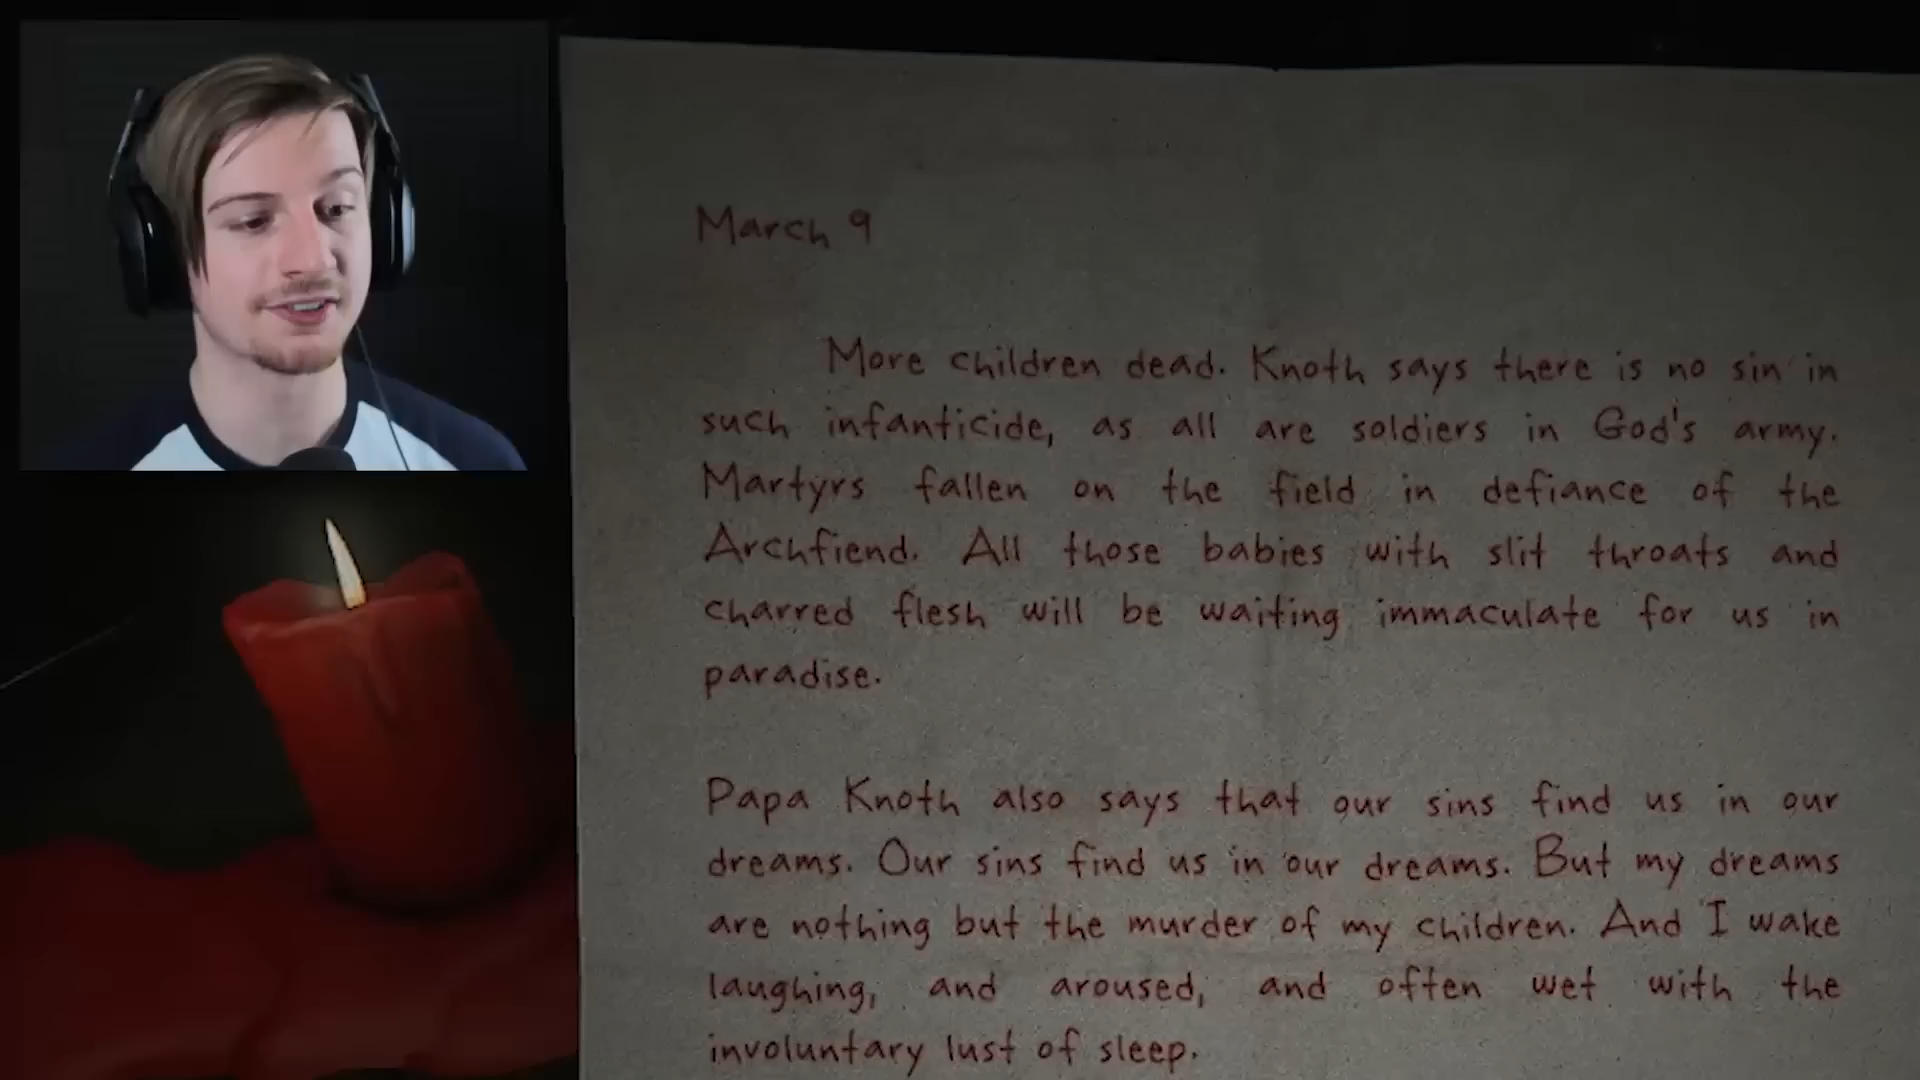 March 9
More children dead. Knoth says there is no sin in
such infanticide, as all are soldiers in God's army.
Martyrs fallen on the field in defiance of the
Archfiend. All those babies with slit throats and
charred flesh will be waiting immaculate for us in
paradise.
Papa Knoth also says that our sins find us in our
dreams. Our sins find us in our dreams. But my dreams
are nothing but the murder of my children. And I wake
laughing, and aroused, and often wet with the
involuntary lust of sleep.